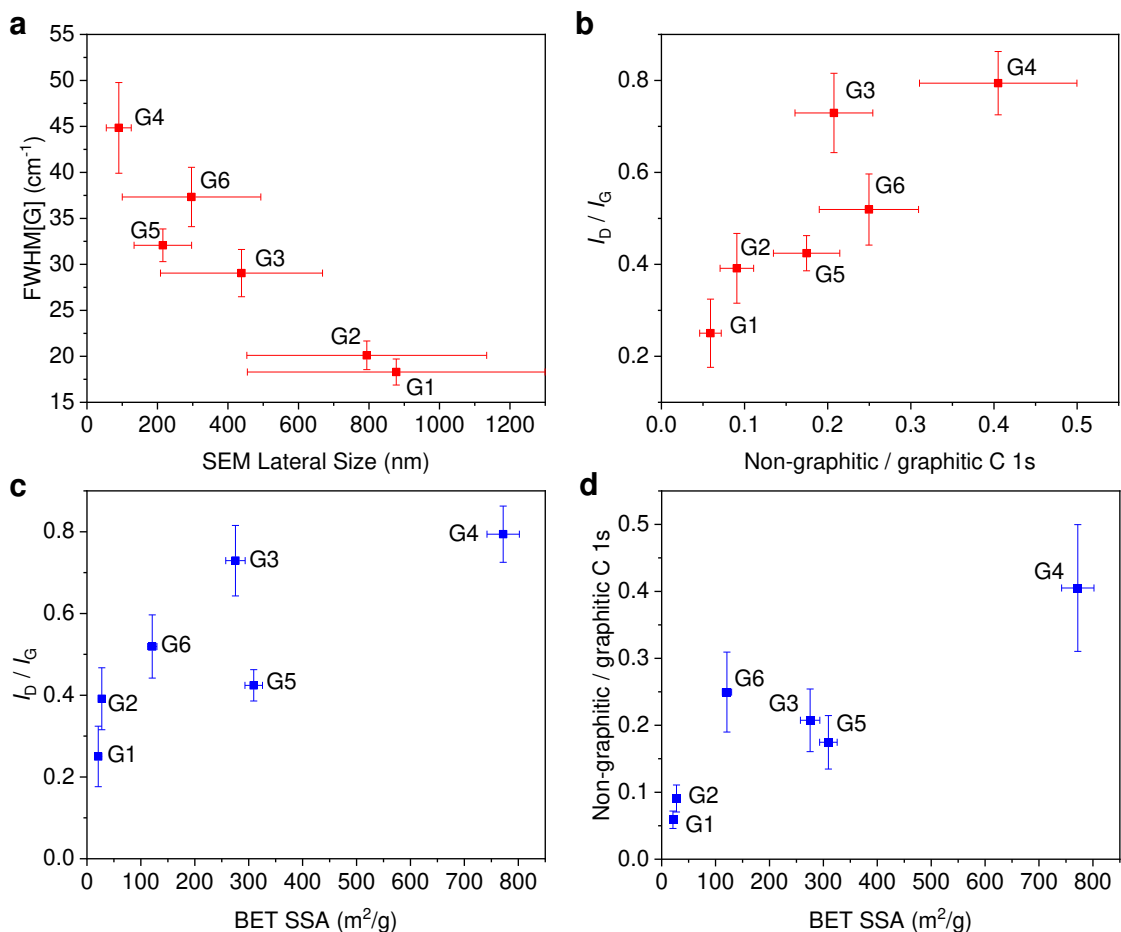 a
55
50
45
40
35
30
25
20
15
FWHM[G] (cm⁻¹)
G4
G6
G5
G3
G2
G1
0 200 400 600 800 1000 1200
SEM Lateral Size (nm)
b
0.8
0.6
0.4
0.2
I_D / I_G
G4
G3
G6
G2
G5
G1
0.0 0.1 0.2 0.3 0.4 0.5
Non-graphitic / graphitic C 1s
c
0.8
0.6
0.4
0.2
0.0
I_D / I_G
G4
G3
G6
G5
G2
G1
0 100 200 300 400 500 600 700 800
BET SSA (m²/g)
d
0.5
0.4
0.3
0.2
0.1
0.0
Non-graphitic / graphitic C 1s
G4
G6
G3
G5
G2
G1
0 100 200 300 400 500 600 700 800
BET SSA (m²/g)